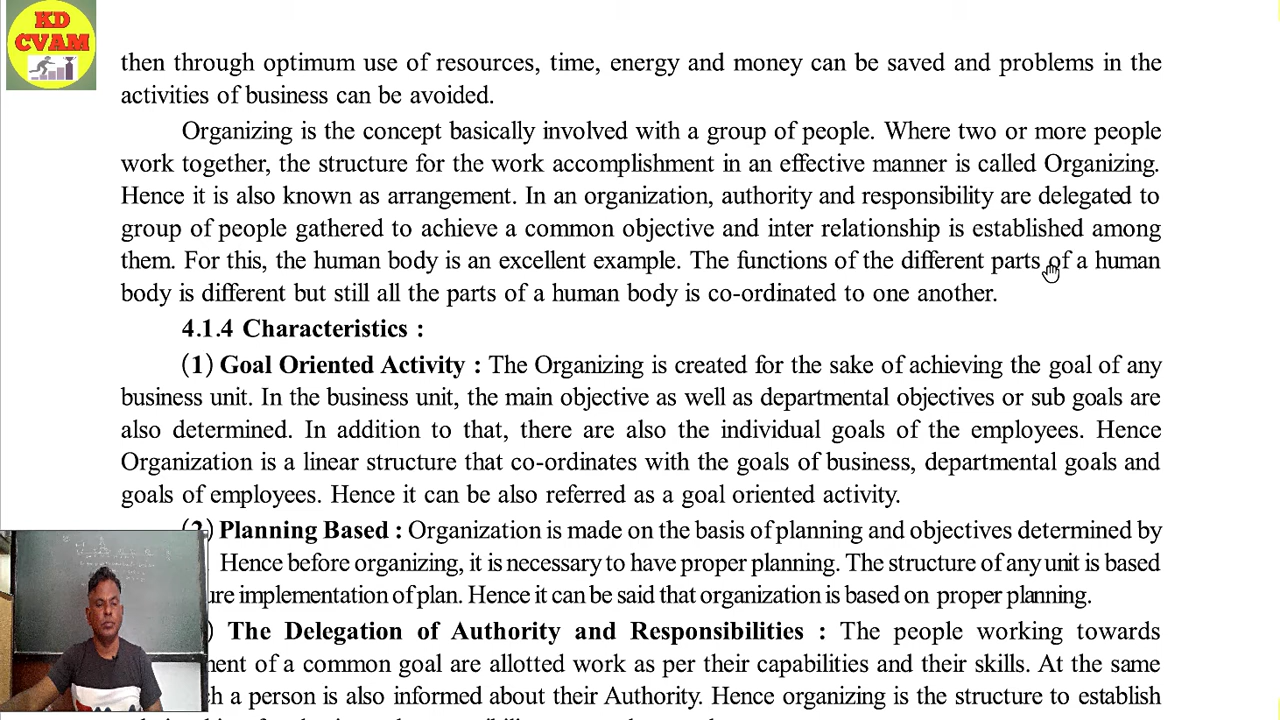 KD
CVAM
then through optimum use of resources, time, energy and money can be saved and problems in the
activities of business can be avoided.
Organizing is the concept basically involved with a group of people. Where two or more people
work together, the structure for the work accomplishment in an effective manner is called Organizing.
Hence it is also known as arrangement. In an organization, authority and responsibility are delegated to
group of people gathered to achieve a common objective and inter relationship is established among
them. For this, the human body is an excellent example. The functions of the different parts of a human
body is different but still all the parts of a human body is co-ordinated to one another.
4.1.4 Characteristics :
(1) Goal Oriented Activity : The Organizing is created for the sake of achieving the goal of any
business unit. In the business unit, the main objective as well as departmental objectives or sub goals are
also determined. In addition to that, there are also the individual goals of the employees. Hence
Organization is a linear structure that co-ordinates with the goals of business, departmental goals and
goals of employees. Hence it can be also referred as a goal oriented activity.
(2) Planning Based : Organization is made on the basis of planning and objectives determined by
Hence before organizing, it is necessary to have proper planning. The structure of any unit is based
implementation of plan. Hence it can be said that organization is based on proper planning.
The Delegation of Authority and Responsibilities : The people working towards
of a common goal are allotted work as per their capabilities and their skills. At the same
a person is also informed about their Authority. Hence organizing is the structure to establish